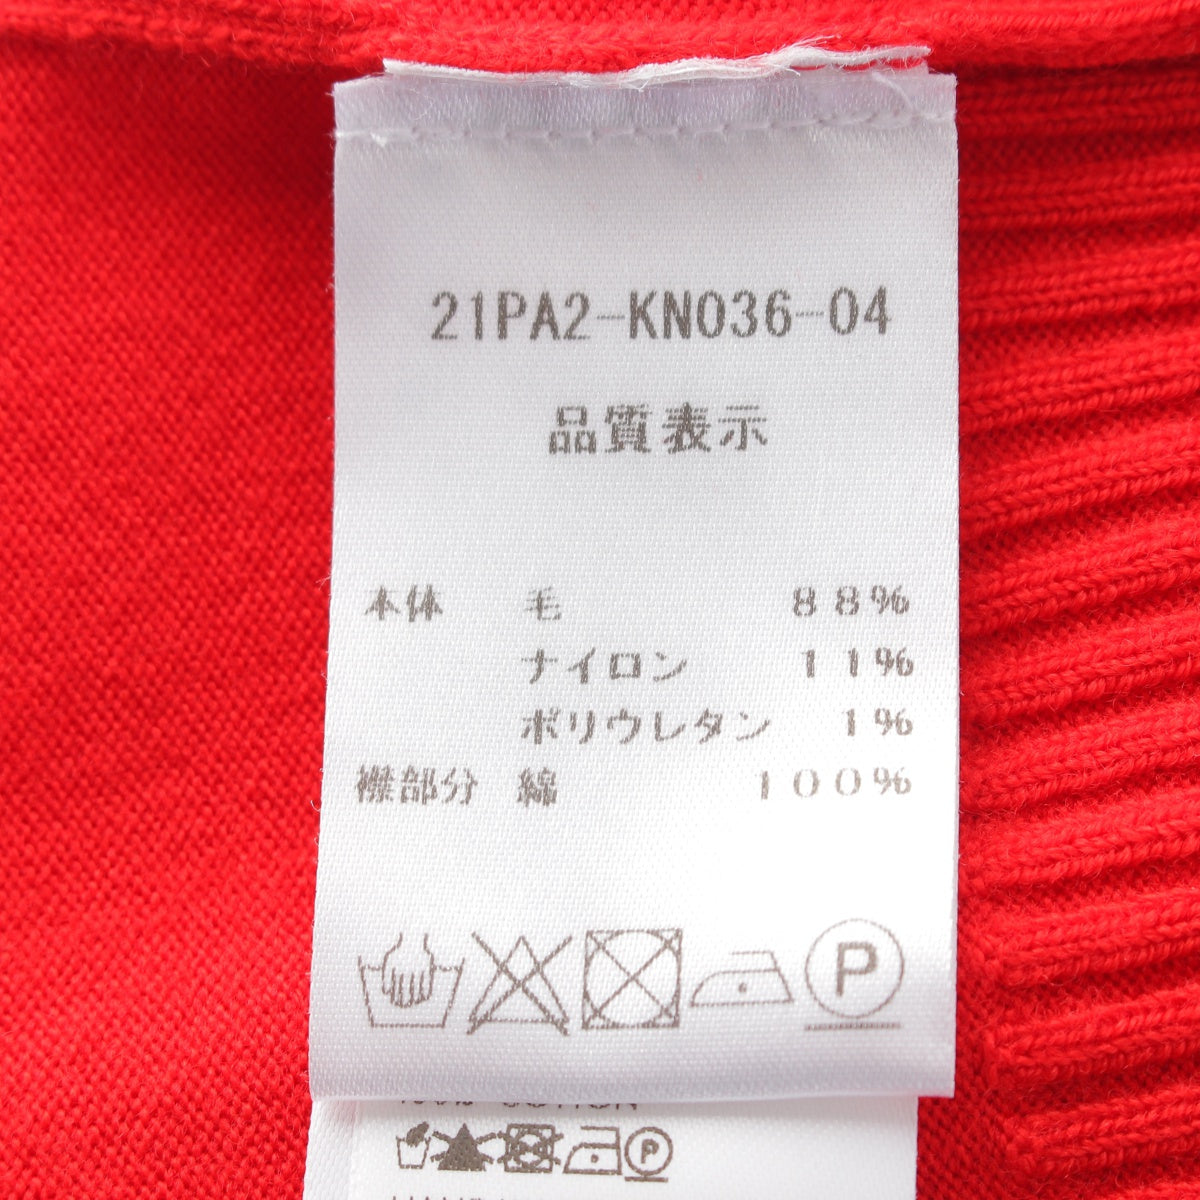 21PA2-KN036-04
品質表示
本体 毛 88%
ナイロン 11%
ポリウレタン 1%
襟部分 綿 100%
P
P